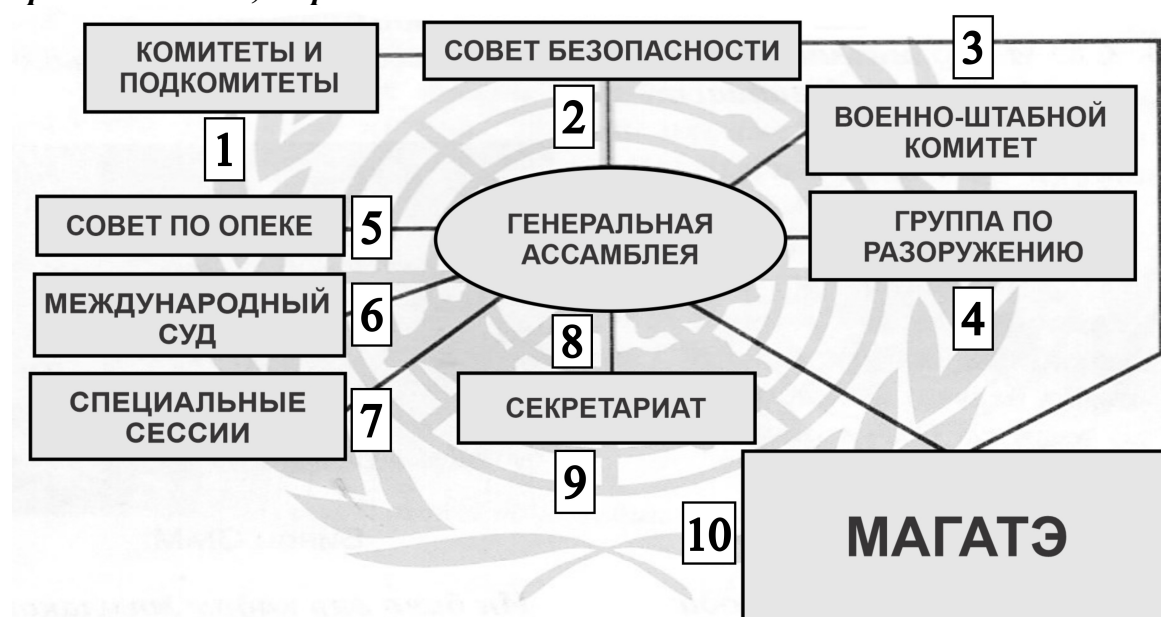 КОМИТЕТЫ И
ПОДКОМИТЕТЫ
1
СОВЕТ БЕЗОПАСНОСТИ
2
3
ВОЕННО-ШТАБНОЙ
КОМИТЕТ
СОВЕТ ПО ОПЕКЕ
5
ГЕНЕРАЛЬНАЯ
АССАМБЛЕЯ
ГРУППА ПО
РАЗОРУЖЕНИЮ
4
МЕЖДУНАРОДНЫЙ
СУД
6
СПЕЦИАЛЬНЫЕ
СЕССИИ
7
8
СЕКРЕТАРИАТ
9
10
МАГАТЭ